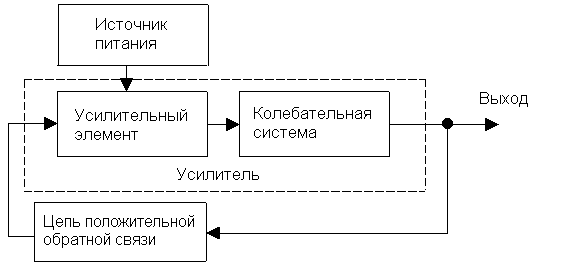 Источник
питания
Усилительный
элемент
Колебательная
система
Выход
Усилитель
Цепь положительной
обратной связи